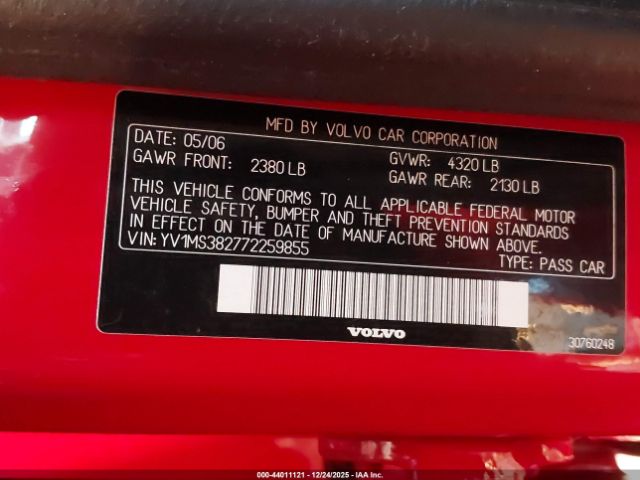 MFD BY VOLVO CAR CORPORATION
DATE: 05/06 GVWR: 4320 LB
GAWR FRONT: 2380 LB GAWR REAR: 2130 LB
THIS VEHICLE CONFORMS TO ALL APPLICABLE FEDERAL MOTOR
VEHICLE SAFETY, BUMPER AND THEFT PREVENTION STANDARDS
IN EFFECT ON THE DATE OF MANUFACTURE SHOWN ABOVE.
VIN: YV1MS382772259855
TYPE: PASS CAR
VOLVO
30760248
000-44011121 - 12/24/2025 - IAA Inc.